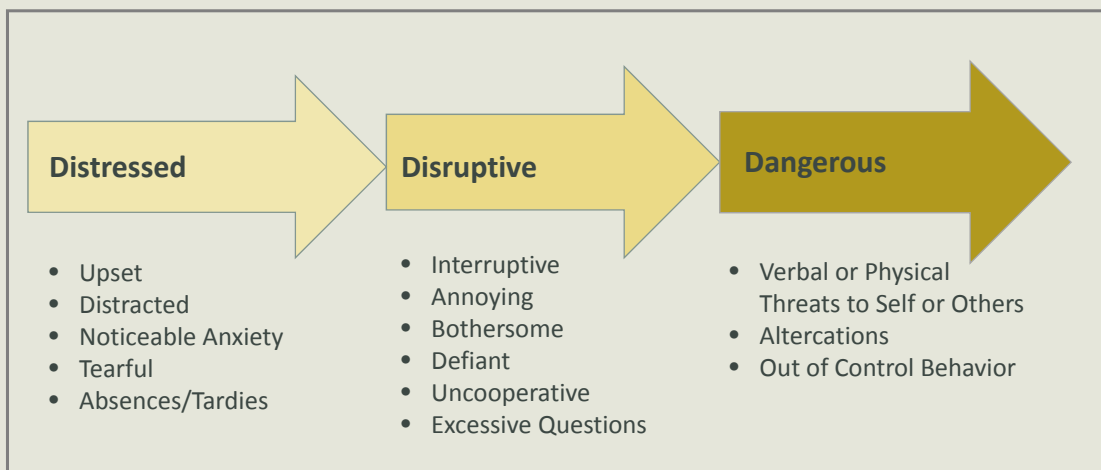 Distressed
• Upset
• Distracted
• Noticeable Anxiety
• Tearful
• Absences/Tardies
Disruptive
• Interruptive
• Annoying
• Bothersome
• Defiant
• Uncooperative
• Excessive Questions
Dangerous
• Verbal or Physical
Threats to Self or Others
• Altercations
• Out of Control Behavior